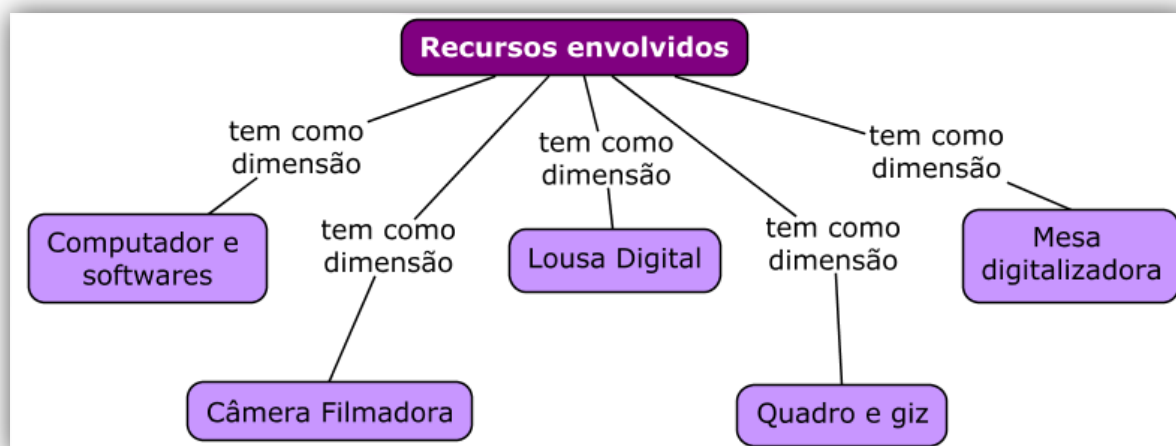 Recursos envolvidos
tem como
dimensão
tem como
dimensão
tem como
dimensão
tem como
dimensão
tem como
dimensão
Computador e
softwares
Câmera Filmadora
Lousa Digital
Quadro e giz
Mesa
digitalizadora